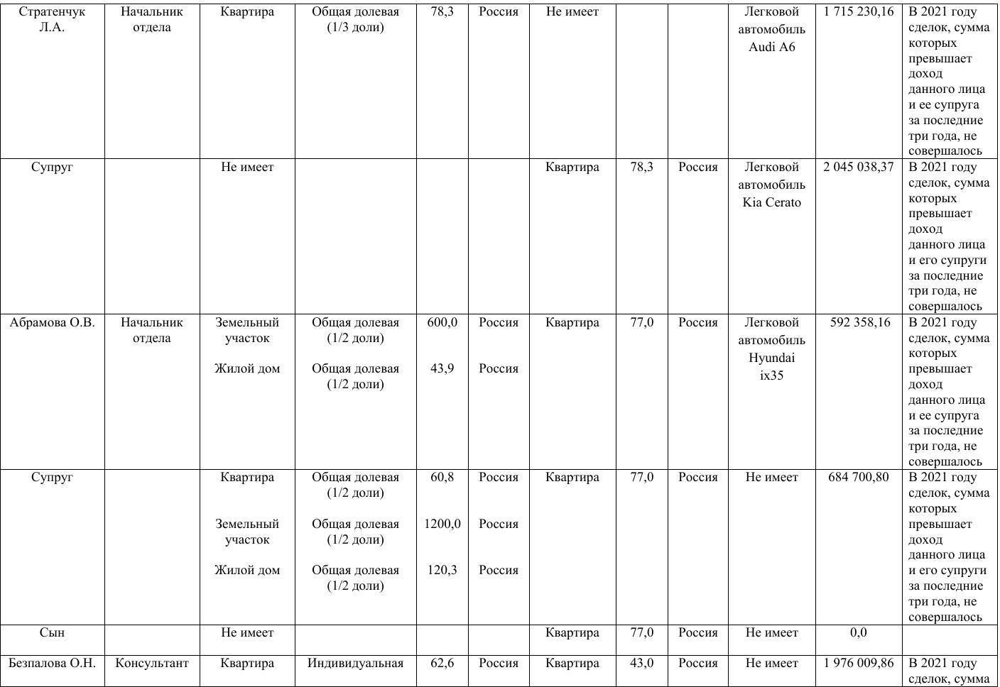 Стратенчук
Л.А.
Начальник
отдела
Квартира
Общая долевая
(1/3 доли)
78,3
Россия
Не имеет
Легковой
автомобиль
Audi A6
1 715 230,16
В 2021 году
сделок, сумма
которых
превышает
доход
данного лица
и ее супруга
за последние
три года, не
совершалось
Супруг
Не имеет
Квартира
78,3
Россия
Легковой
автомобиль
Kia Cerato
2 045 038,37
В 2021 году
сделок, сумма
которых
превышает
доход
данного лица
и его супруги
за последние
три года, не
совершалось
Абрамова О.В.
Начальник
отдела
Земельный
участок
Жилой дом
Общая долевая
(1/2 доли)
Общая долевая
(1/2 доли)
600,0
43,9
Россия
Россия
Квартира
77,0
Россия
Легковой
автомобиль
Hyundai
ix35
592 358,16
В 2021 году
сделок, сумма
которых
превышает
доход
данного лица
и ее супруга
за последние
три года, не
совершалось
Супруг
Квартира
Земельный
участок
Жилой дом
Общая долевая
(1/2 доли)
Общая долевая
(1/2 доли)
Общая долевая
(1/2 доли)
60,8
1200,0
120,3
Россия
Россия
Россия
Квартира
77,0
Россия
Не имеет
684 700,80
В 2021 году
сделок, сумма
которых
превышает
доход
данного лица
и его супруги
за последние
три года, не
совершалось
Сын
Не имеет
Квартира
77,0
Россия
Не имеет
0,0
Безпалова О.Н.
Консультант
Квартира
Индивидуальная
62,6
Россия
Квартира
43,0
Россия
Не имеет
1 976 009,86
В 2021 году
сделок, сумма